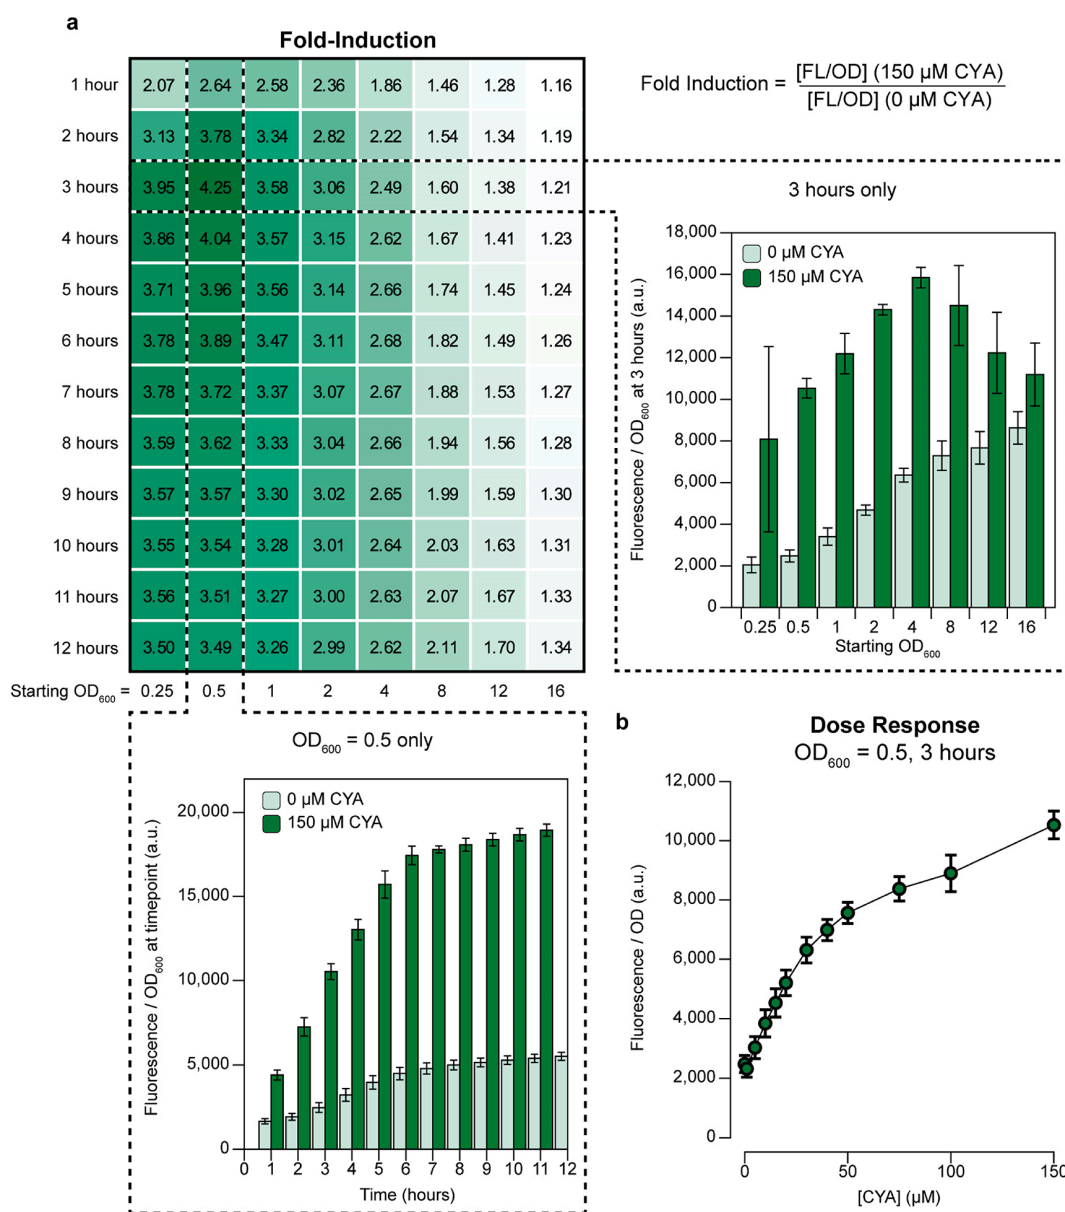 a
Fold-Induction
1 hour 2.07 2.64 2.58 2.36 1.86 1.46 1.28 1.16
2 hours 3.13 3.78 3.34 2.82 2.22 1.54 1.34 1.19
3 hours 3.95 4.25 3.58 3.06 2.49 1.60 1.38 1.21
4 hours 3.86 4.04 3.57 3.15 2.62 1.67 1.41 1.23
5 hours 3.71 3.96 3.56 3.14 2.66 1.74 1.45 1.24
6 hours 3.78 3.89 3.47 3.11 2.68 1.82 1.49 1.26
7 hours 3.78 3.72 3.37 3.07 2.67 1.88 1.53 1.27
8 hours 3.59 3.62 3.33 3.04 2.66 1.94 1.56 1.28
9 hours 3.57 3.57 3.30 3.02 2.65 1.99 1.59 1.30
10 hours 3.55 3.54 3.28 3.01 2.64 2.03 1.63 1.31
11 hours 3.56 3.51 3.27 3.00 2.63 2.07 1.67 1.33
12 hours 3.50 3.49 3.26 2.99 2.62 2.11 1.70 1.34
Starting OD600 = 0.25 0.5 1 2 4 8 12 16
Fold Induction = [FL/OD] (150 µM CYA)
[FL/OD] (0 µM CYA)
3 hours only
Fluorescence / OD600 at 3 hours (a.u.)
18,000
16,000
14,000
12,000
10,000
8,000
6,000
4,000
2,000
0
0 µM CYA
150 µM CYA
0.25 0.5 1 2 4 8 12 16
Starting OD600
OD600 = 0.5 only
Fluorescence / OD600 at timepoint (a.u.)
20,000
15,000
10,000
5,000
0
0 µM CYA
150 µM CYA
0 1 2 3 4 5 6 7 8 9 10 11 12
Time (hours)
b
Dose Response
OD600 = 0.5, 3 hours
Fluorescence / OD (a.u.)
12,000
10,000
8,000
6,000
4,000
2,000
0
0 50 100 150
[CYA] (µM)